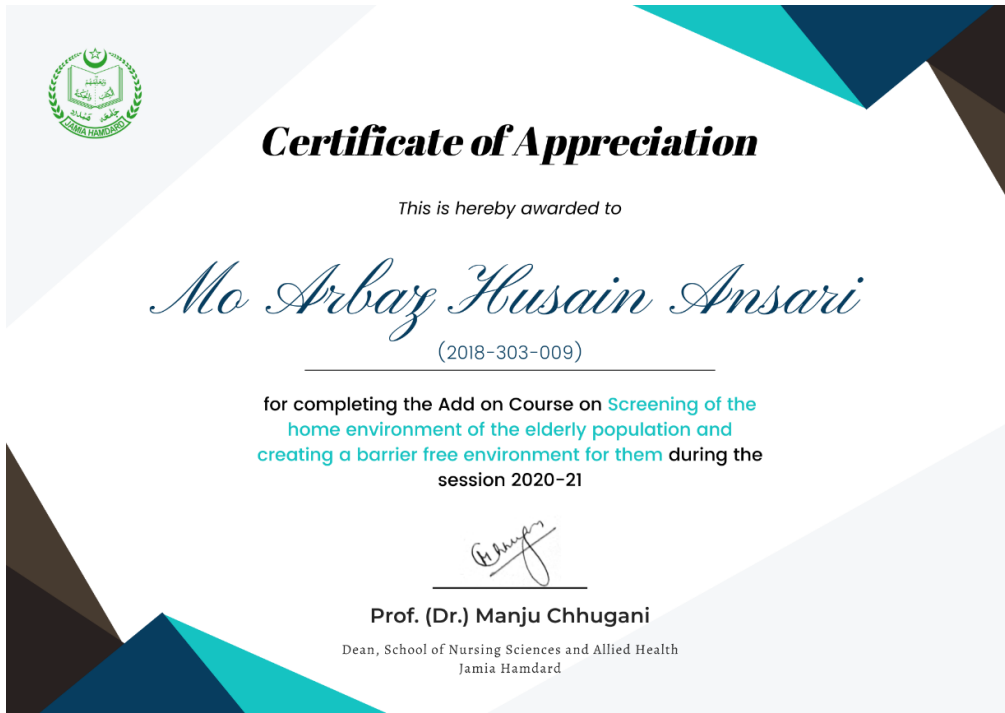 JAMIA HAMDARD
Certificate of Appreciation
This is hereby awarded to
Mo Arbaz Husain Ansari
(2018-303-009)
for completing the Add on Course on Screening of the
home environment of the elderly population and
creating a barrier free environment for them during the
session 2020-21
Prof. (Dr.) Manju Chhugani
Dean, School of Nursing Sciences and Allied Health
Jamia Hamdard